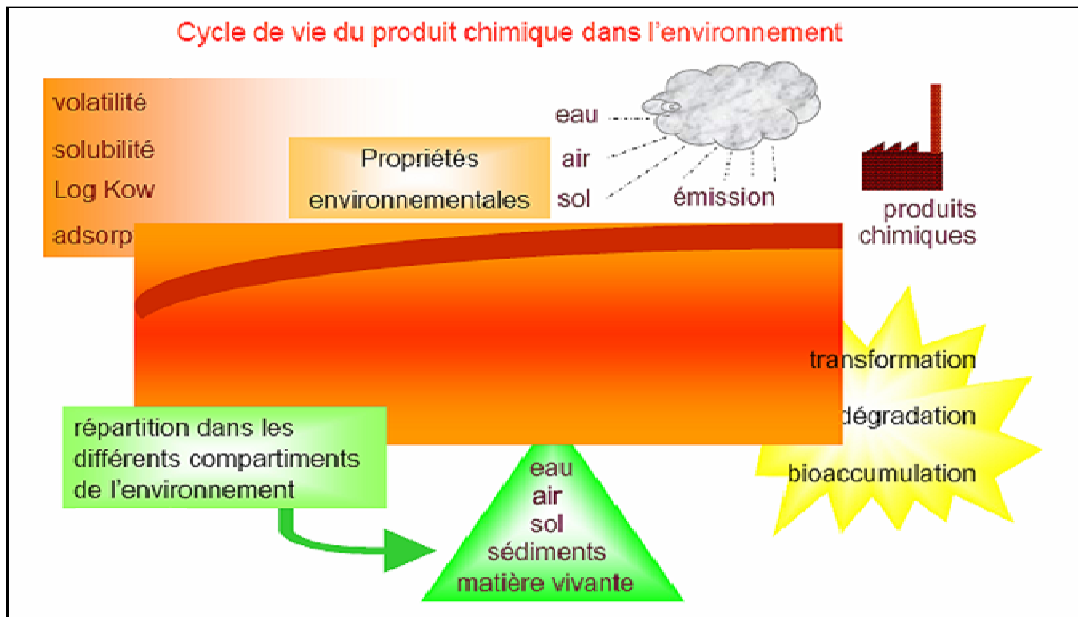 Cycle de vie du produit chimique dans l'environnement
volatilité
solubilité
Log Kow
adsorp
Propriétés
environnementales
eau
air
sol
émission
produits
chimiques
transformation
dégradation
bioaccumulation
répartition dans les
différents compartiments
de l'environnement
eau
air
sol
sédiments
matière vivante